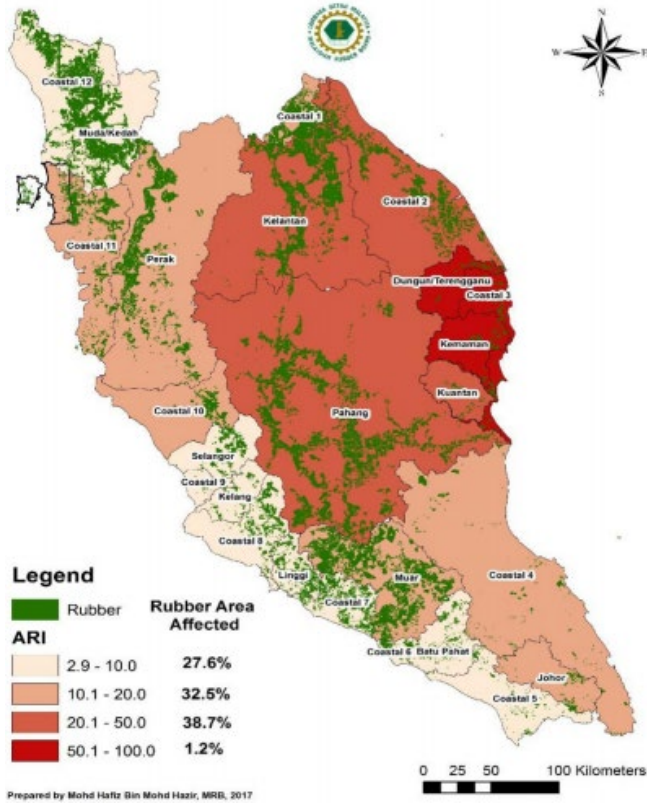 N
W E
S
Coastal 12
Coastal 1
Muda/Kedah
Coastal 2
Kelantan
Coastal 11
Perak
Dungun/Terengganu
Coastal 3
Kemaman
Kuantan
Coastal 10
Pahang
Selangor
Coastal 9
Kelang
Coastal 8
Linggi
Muar
Coastal 4
Coastal 7
Coastal 6
Batu Pahat
Johor
Coastal 5
Legend
Rubber
Rubber Area
Affected
ARI
2.9 - 10.0 27.6%
10.1 - 20.0 32.5%
20.1 - 50.0 38.7%
50.1 - 100.0 1.2%
0 25 50 100 Kilometers
Prepared by Mohd Hafiz Bin Mohd Hazir, MRB, 2017